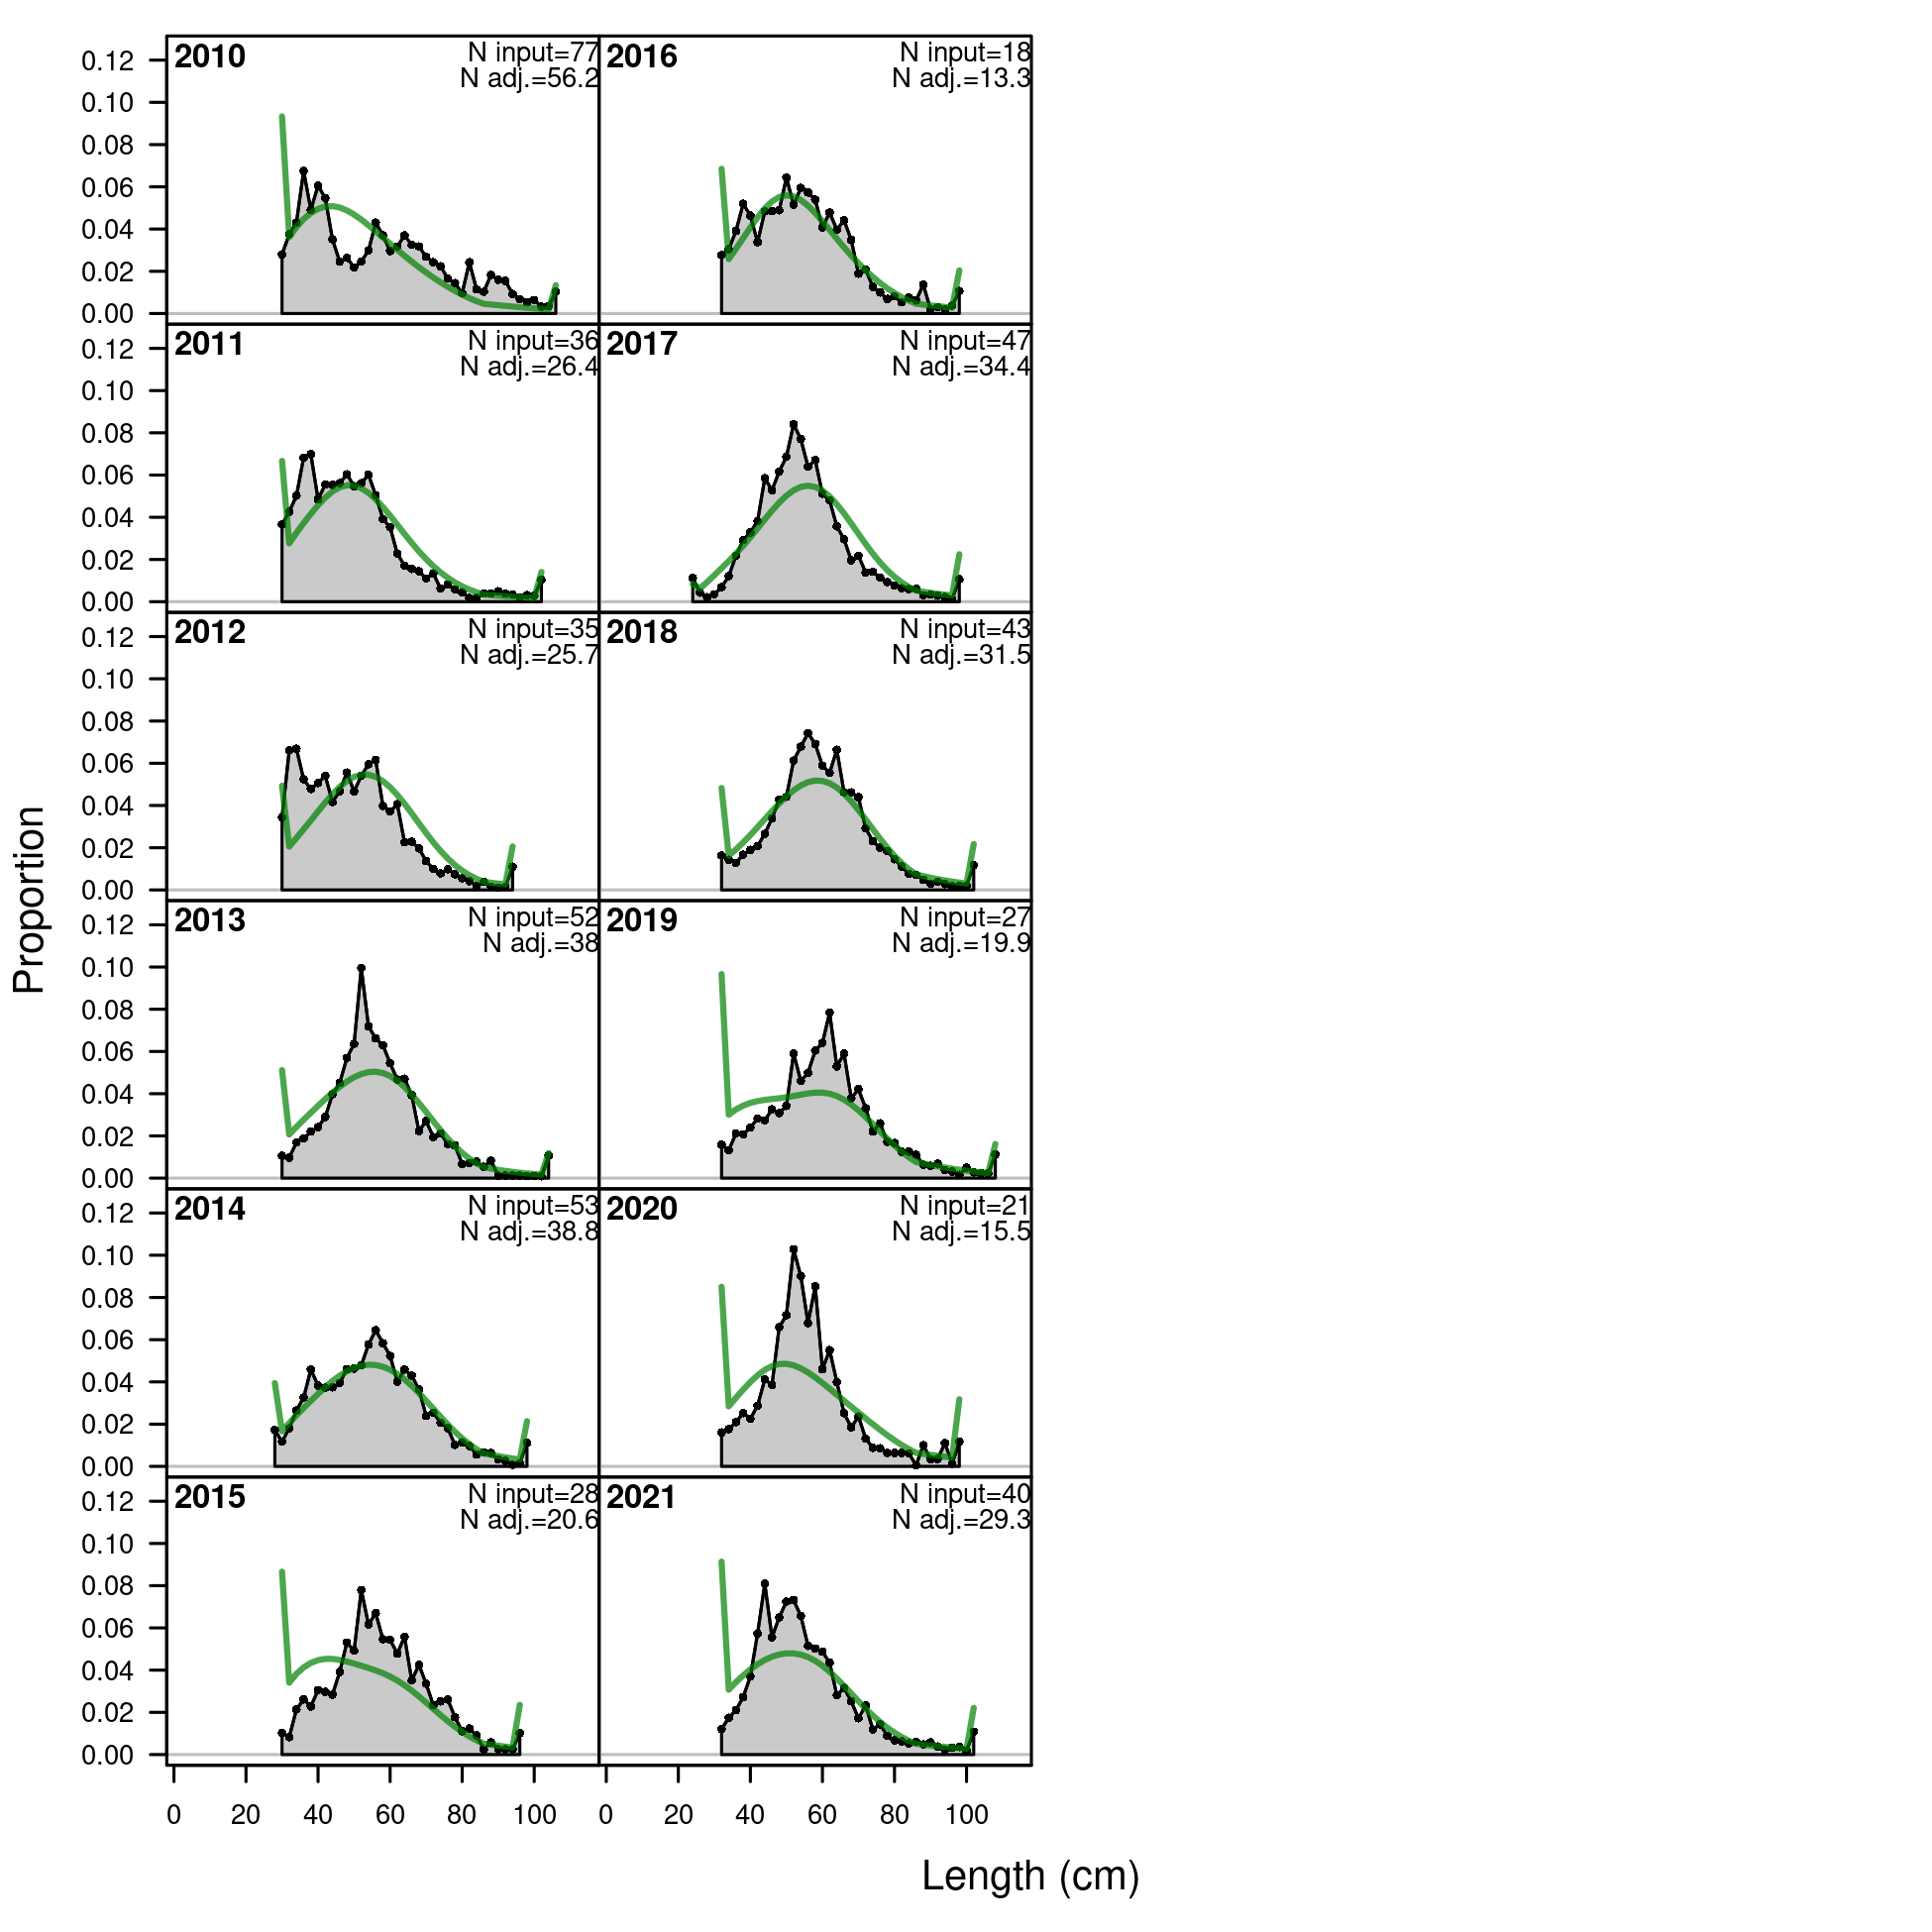 Proportion
2010
N input=77
N adj.=56.2
0.12
0.10
0.08
0.06
0.04
0.02
0.00
2016
N input=18
N adj.=13.3
2011
N input=36
N adj.=26.4
0.12
0.10
0.08
0.06
0.04
0.02
0.00
2017
N input=47
N adj.=34.4
2012
N input=35
N adj.=25.7
0.12
0.10
0.08
0.06
0.04
0.02
0.00
2018
N input=43
N adj.=31.5
2013
N input=52
N adj.=38
0.12
0.10
0.08
0.06
0.04
0.02
0.00
2019
N input=27
N adj.=19.9
2014
N input=53
N adj.=38.8
0.12
0.10
0.08
0.06
0.04
0.02
0.00
2020
N input=21
N adj.=15.5
2015
N input=28
N adj.=20.6
0.12
0.10
0.08
0.06
0.04
0.02
0.00
2021
N input=40
N adj.=29.3
0 20 40 60 80 100 0 20 40 60 80 100
Length (cm)